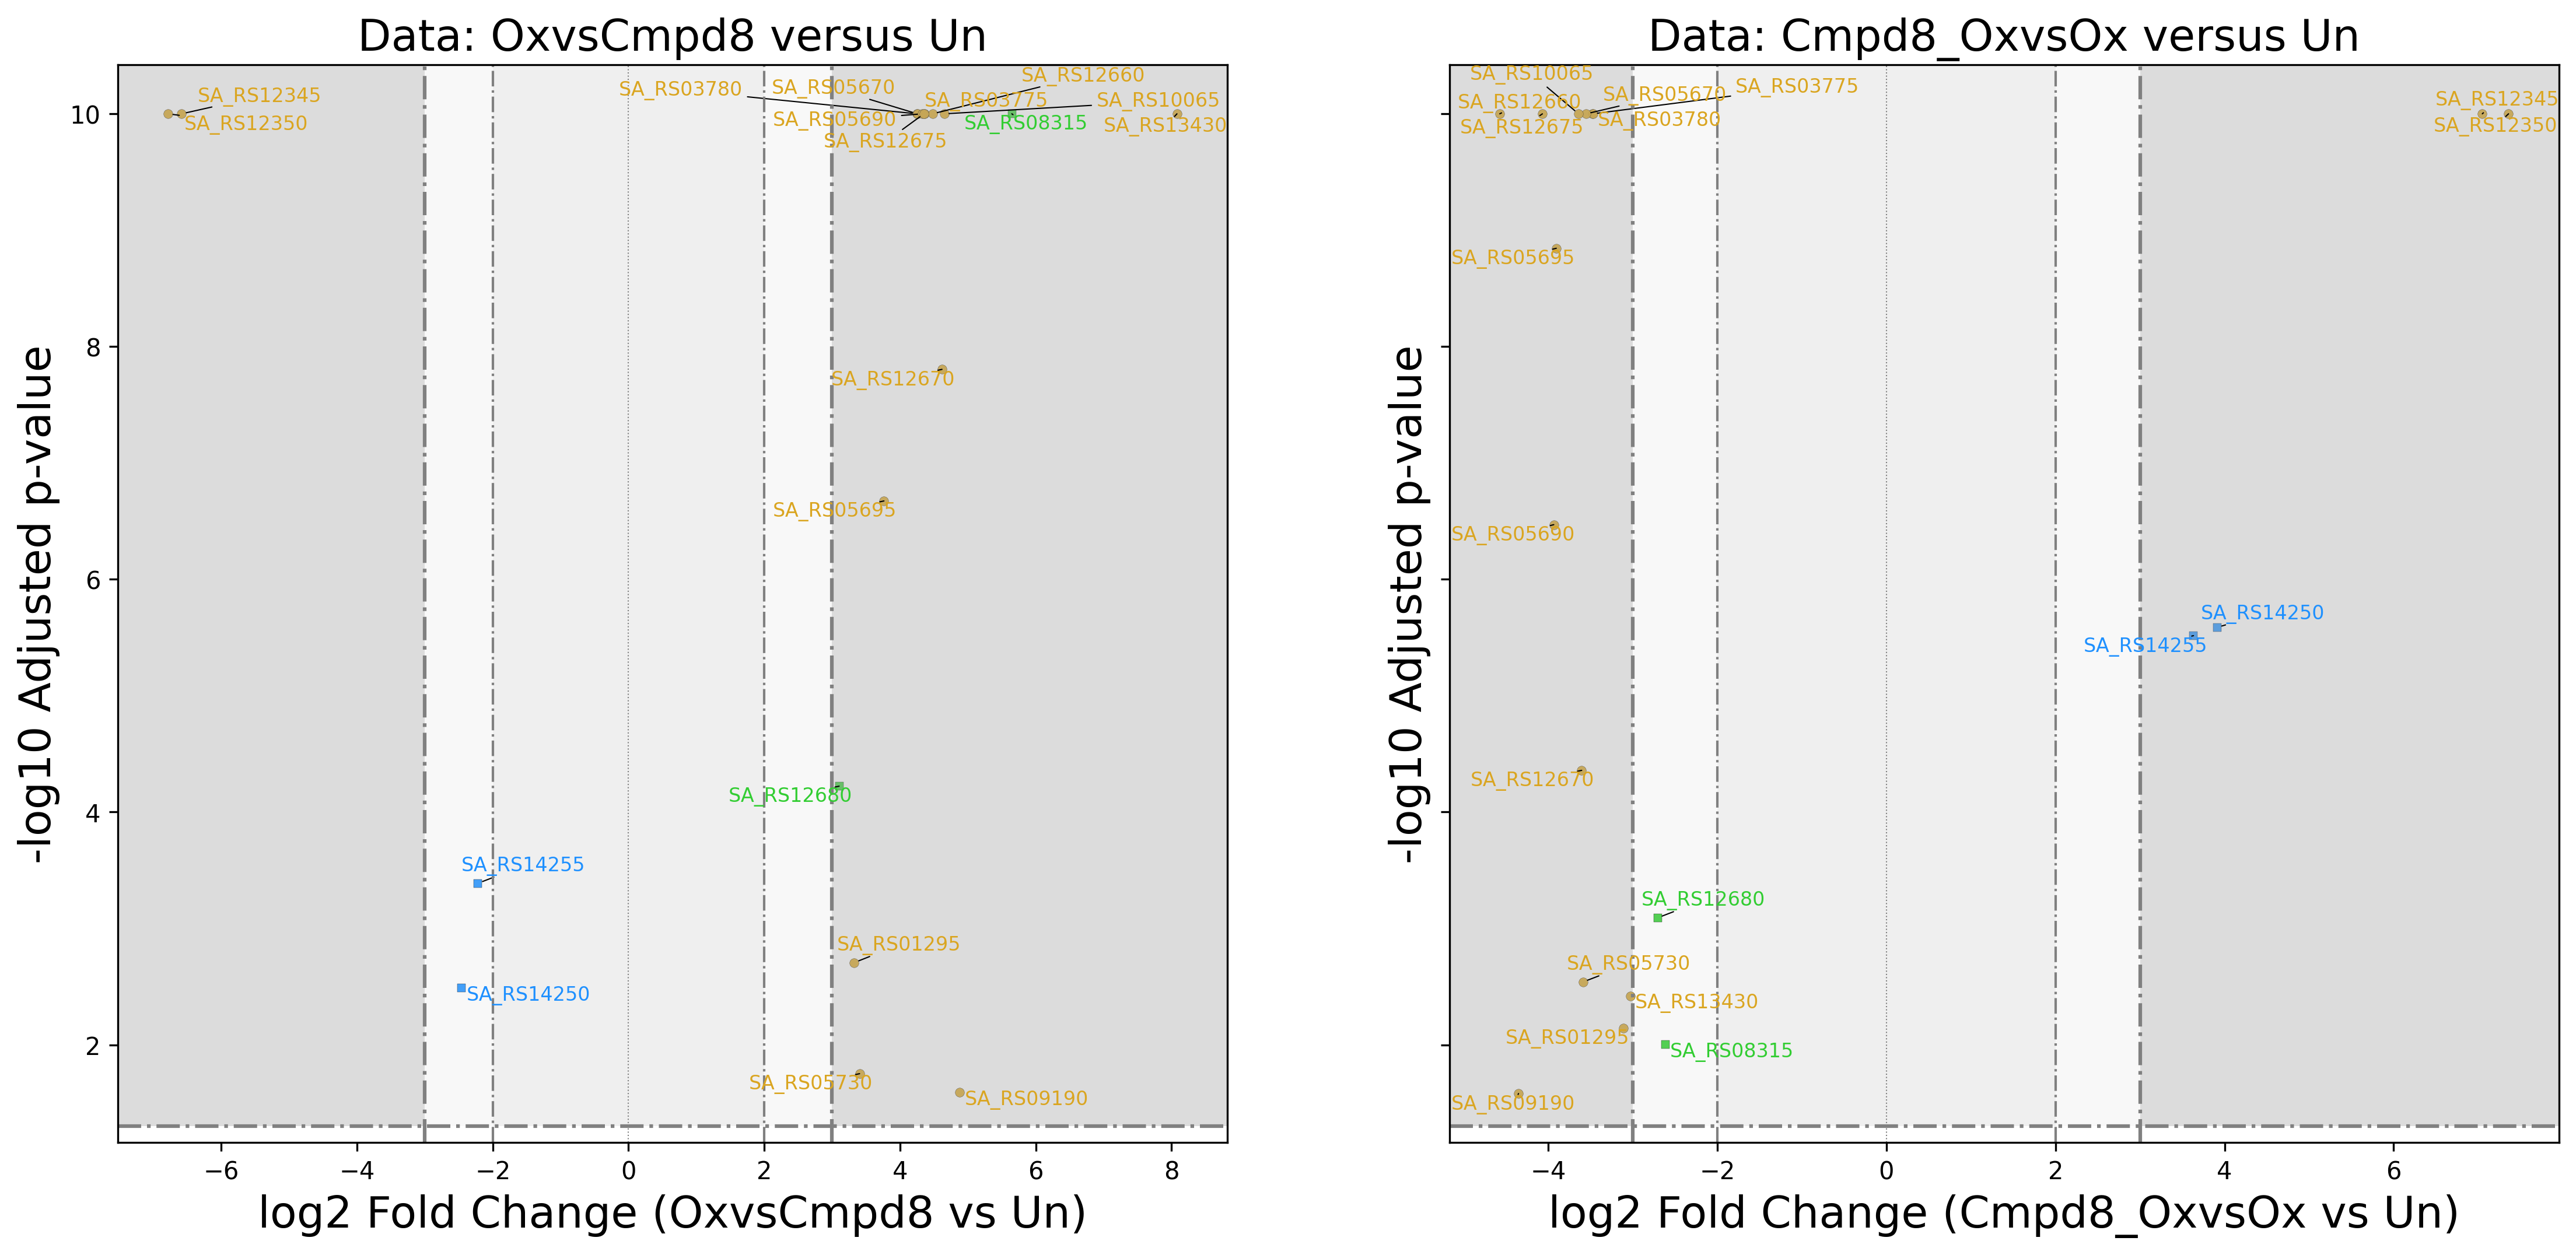 Data: OxvsCmpd8 versus Un
SA_RS12660
SA_RS03780
SA_RS05670
SA_RS12345
SA_RS03775
SA_RS10065
SA_RS12350
SA_RS05690
SA_RS08315
SA_RS13430
SA_RS12675
SA_RS12670
SA_RS05695
SA_RS12680
SA_RS14255
SA_RS01295
SA_RS14250
SA_RS05730
SA_RS09190
10
8
6
4
2
-log10 Adjusted p-value
−6
−4
−2
0
2
4
6
8
log2 Fold Change (OxvsCmpd8 vs Un)
Data: Cmpd8_OxvsOx versus Un
SA_RS10065
SA_RS03775
SA_RS05670
SA_RS12660
SA_RS12345
SA_RS03780
SA_RS12675
SA_RS12350
SA_RS05695
SA_RS05690
SA_RS14250
SA_RS14255
SA_RS12670
SA_RS12680
SA_RS05730
SA_RS13430
SA_RS01295
SA_RS08315
SA_RS09190
-log10 Adjusted p-value
−4
−2
0
2
4
6
log2 Fold Change (Cmpd8_OxvsOx vs Un)